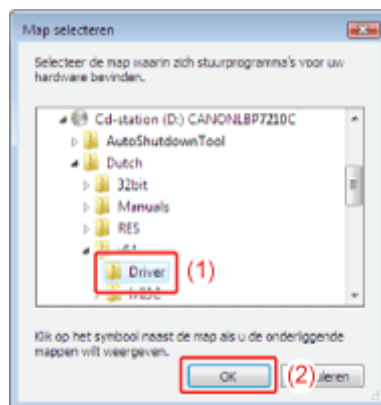 Map selecteren
Selecteer de map waarin zich stuurprogramma's voor uw
hardware bevinden.
Cd-station (D:) CANONLBP7210C
AutoShutdownTool
Dutch
32bit
Manuals
RES
x64
Driver
(1)
Klik op het symbool naast de map als u de onderliggende
mappen wilt weergeven.
OK
(2)